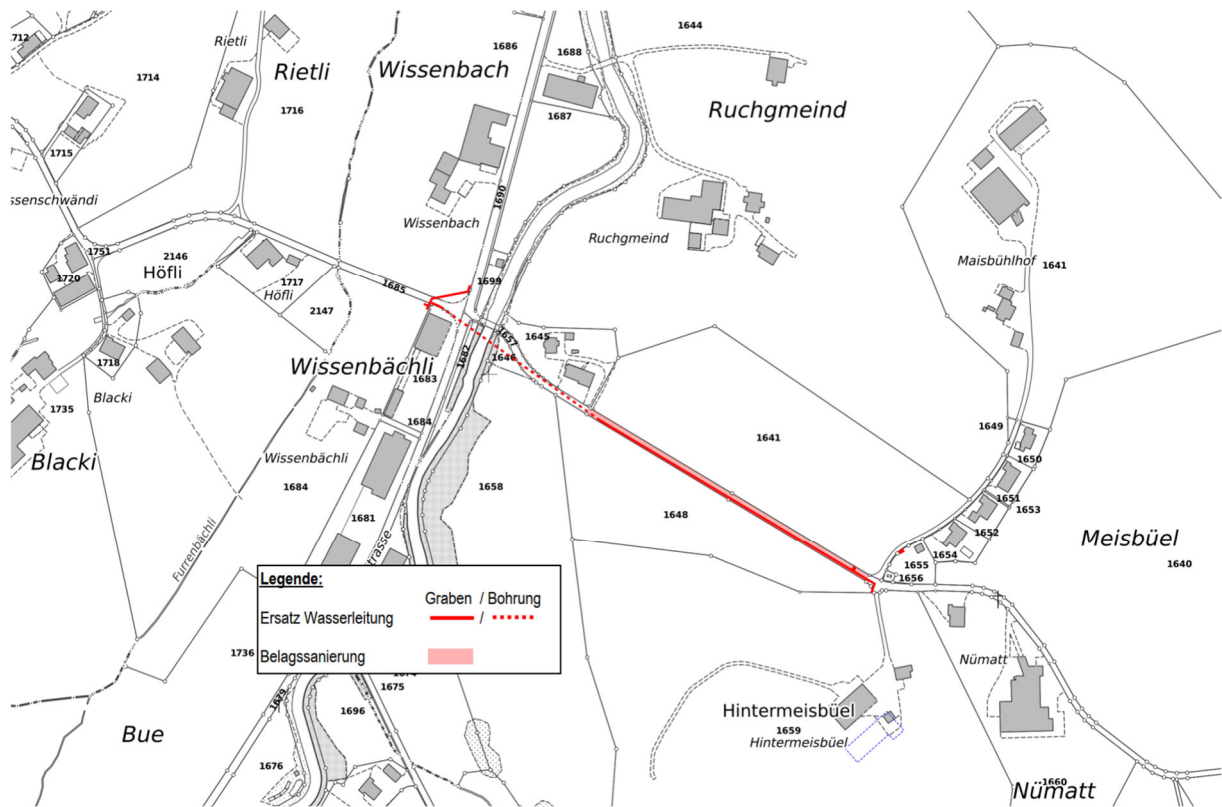 1712
Rietli
1714
Rietli
1716
Wissenbach
1686
1688
1644
1687
Ruchgmeind
1715
ssenschwändi
1690
Wissenbach
Ruchgmeind
Maisbühlhof
1641
1751
2146
1720
Höfli
1717
Höfli
2147
1685
1699
1657
1645
1646
1682
1718
Wissenbächli
1683
1735
Blacki
1684
Blacki
Wissenbächli
1684
1658
1641
1649
1650
1651
1653
1652
1648
1681
strasse
Furrenbächli
1654
1655
1656
Meisbüel
1640
Legende:
Graben / Bohrung
Ersatz Wasserleitung
/
Belagssanierung
1736
1674
1675
1679
1696
Bue
1676
Nümatt
Hintermeisbüel
1659
Hintermeisbüel
1660
Nümatt